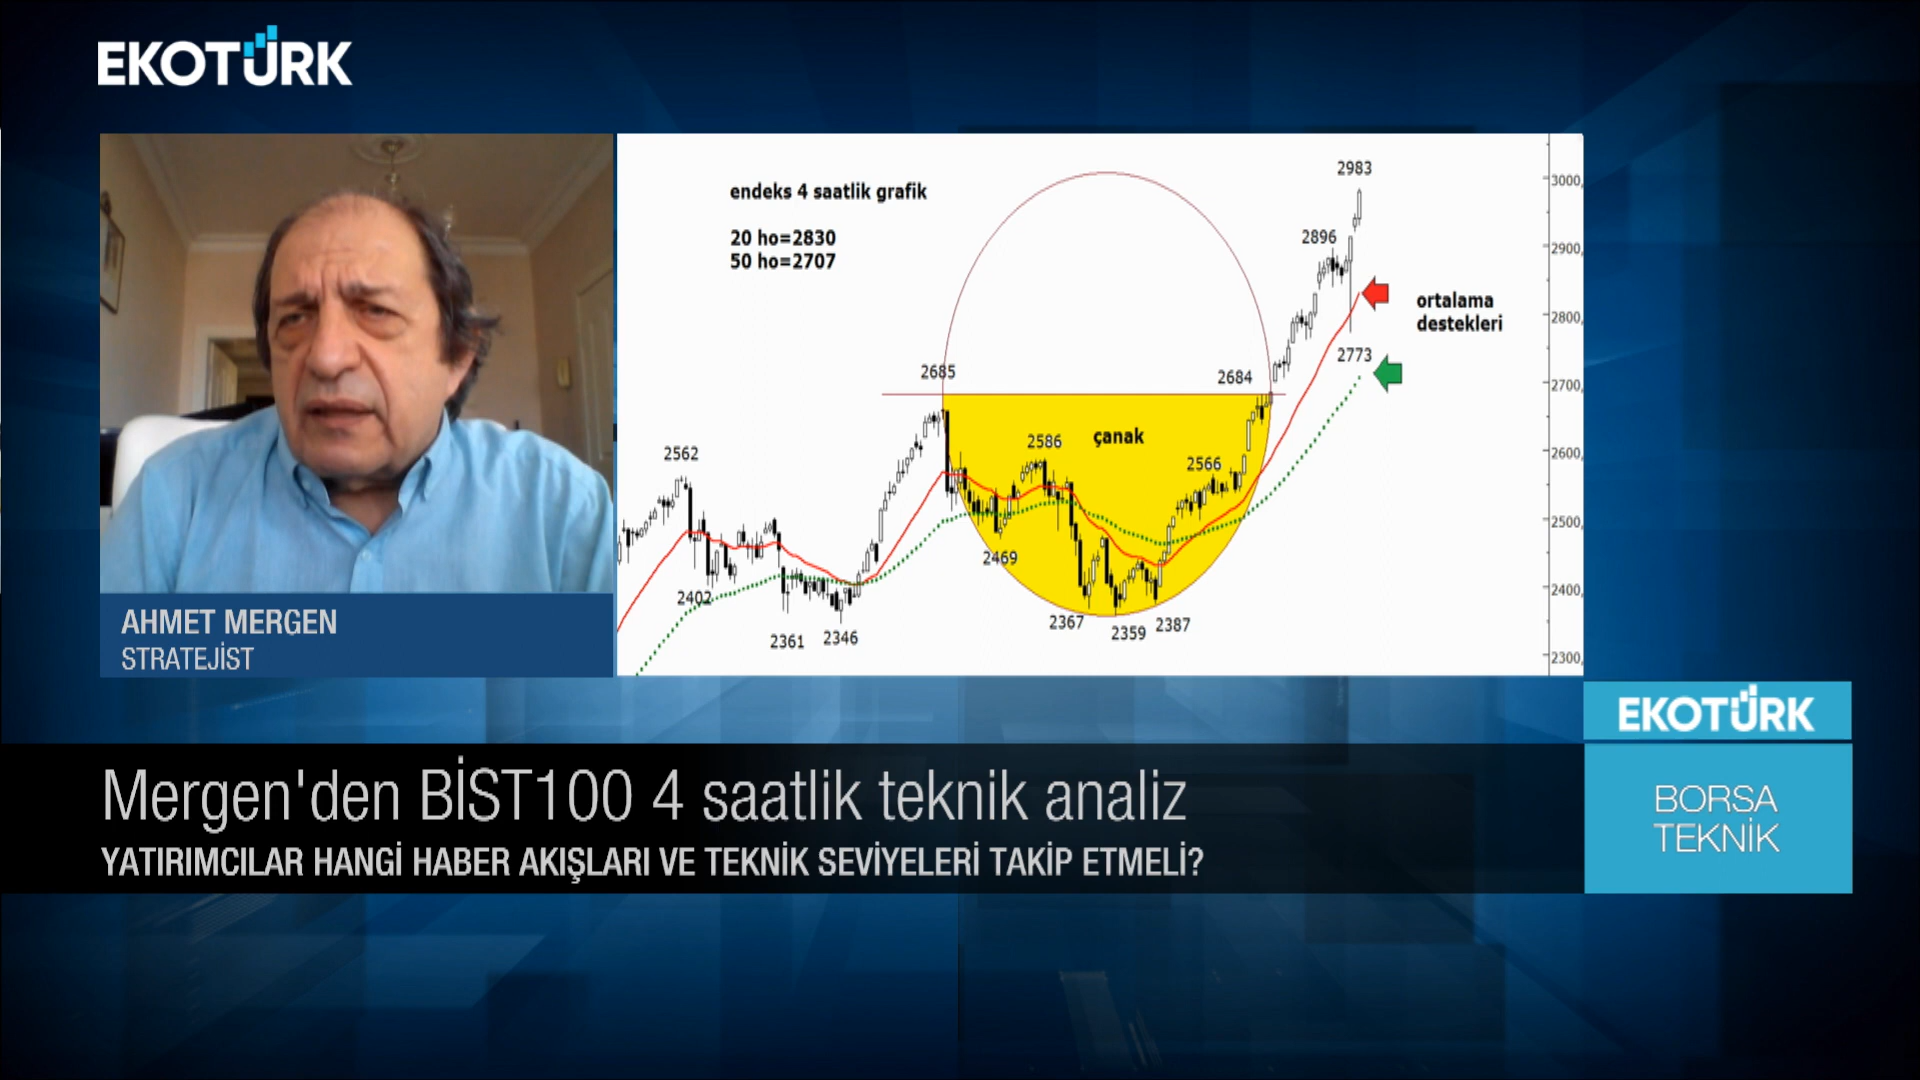 EKOTÜRK
endeks 4 saatlik grafik
20 ho=2830
50 ho=2707
2983
2896
ortalama
destekleri
2773
2685
2684
çanak
2586
2566
2562
2469
2402
2367
2359
2387
2361
2346
3000,
2900,
2800,
2700,
2600,
2500,
2400,
2300,
AHMET MERGEN
STRATEJİST
EKOTÜRK
Mergen'den BİST100 4 saatlik teknik analiz
YATIRIMCILAR HANGİ HABER AKIŞLARI VE TEKNİK SEVİYELERİ TAKİP ETMELİ?
BORSA
TEKNİK